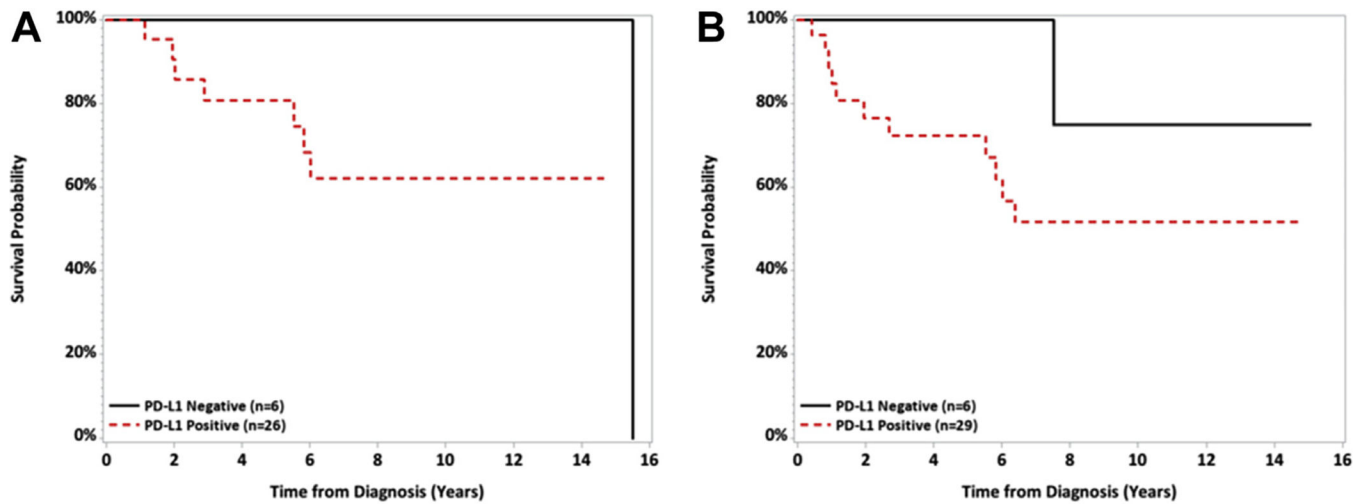 A
100%
80%
60%
40%
20%
0%
Survival Probability
PD-L1 Negative (n=6)
PD-L1 Positive (n=26)
0 2 4 6 8 10 12 14 16
Time from Diagnosis (Years)
B
100%
80%
60%
40%
20%
0%
Survival Probability
PD-L1 Negative (n=6)
PD-L1 Positive (n=29)
0 2 4 6 8 10 12 14 16
Time from Diagnosis (Years)